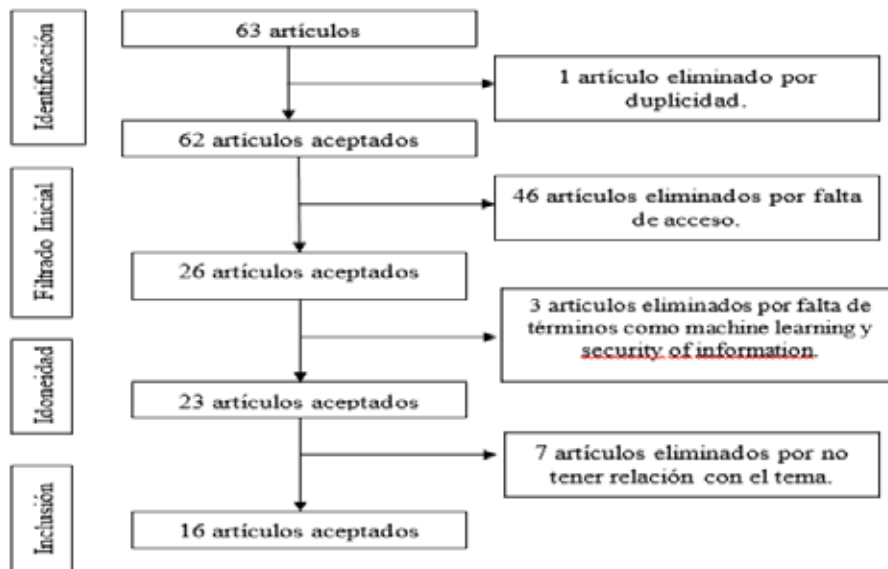 Identificación
63 artículos
1 artículo eliminado por
duplicidad.
62 artículos aceptados
Filtrado Inicial
46 artículos eliminados por falta
de acceso.
26 artículos aceptados
3 artículos eliminados por falta de
términos como machine learning y
security of information.
Idoneidad
23 artículos aceptados
7 artículos eliminados por no
tener relación con el tema.
Inclusión
16 artículos aceptados